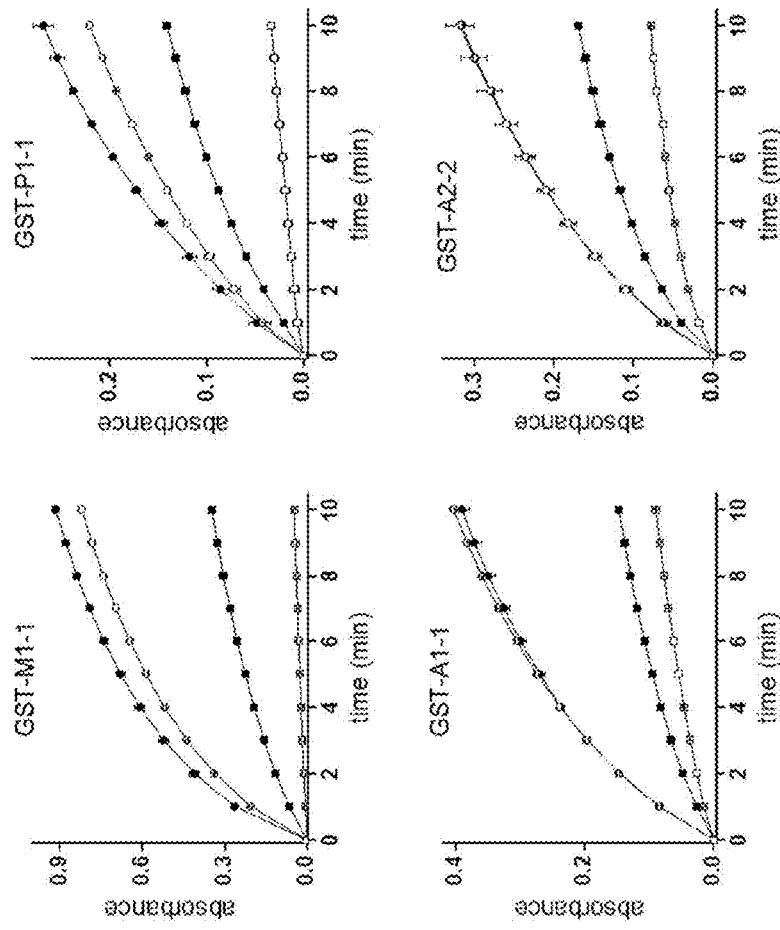 GST-M1-1
absorbance
0.9
0.6
0.3
0.0
0 2 4 6 8 10
time (min)
GST-P1-1
absorbance
0.2
0.1
0.0
0 2 4 6 8 10
time (min)
GST-A1-1
absorbance
0.4
0.2
0.0
0 2 4 6 8 10
time (min)
GST-A2-2
absorbance
0.3
0.2
0.1
0.0
0 2 4 6 8 10
time (min)